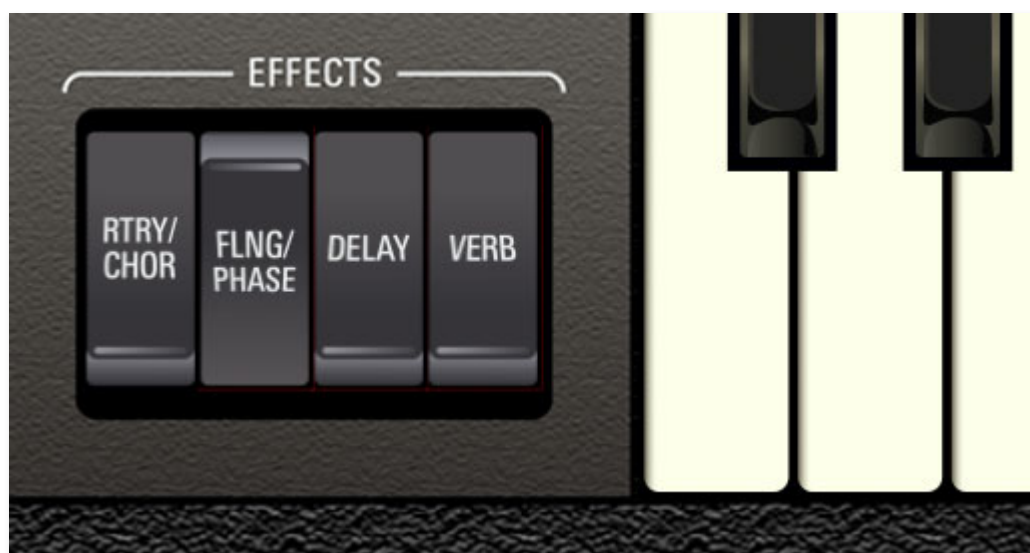 EFFECTS
RTRY/
CHOR
FLNG/
PHASE
DELAY
VERB